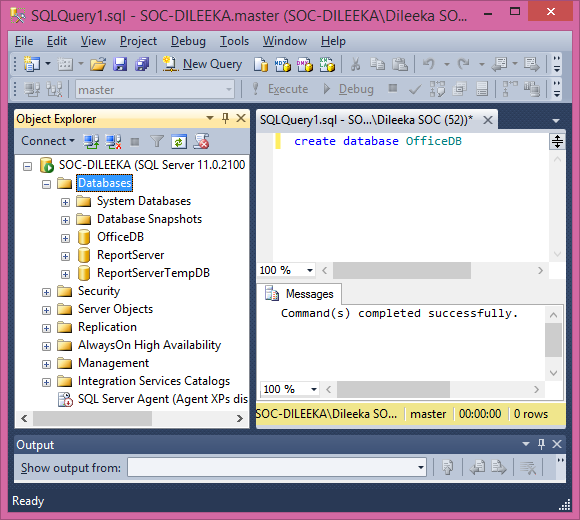 SQLQuery1.sql - SOC-DILEEKA.master (SOC-DILEEKA\Dileeka SO...
File Edit View Project Debug Tools Window Help
New Query
master Execute Debug
Object Explorer
Connect
SOC-DILEEKA (SQL Server 11.0.2100
Databases
System Databases
Database Snapshots
OfficeDB
ReportServer
ReportServerTempDB
Security
Server Objects
Replication
AlwaysOn High Availability
Management
Integration Services Catalogs
SQL Server Agent (Agent XPs dis
SQLQuery1.sql - SO...\Dileeka SOC (52))*
create database OfficeDB
100 %
Messages
Command(s) completed successfully.
100 %
SOC-DILEEKA\Dileeka SO... master 00:00:00 0 rows
Output
Show output from:
Ready